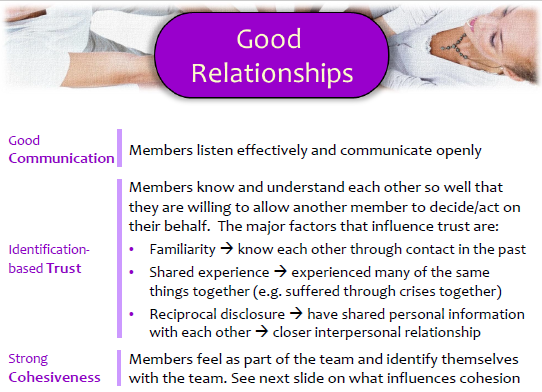 Good
Relationships
Good
Communication
Members listen effectively and communicate openly
Identification-
based Trust
Members know and understand each other so well that
they are willing to allow another member to decide/act on
their behalf.  The major factors that influence trust are:
• Familiarity → know each other through contact in the past
• Shared experience → experienced many of the same
things together (e.g. suffered through crises together)
• Reciprocal disclosure → have shared personal information
with each other → closer interpersonal relationship
Strong
Cohesiveness
Members feel as part of the team and identify themselves
with the team. See next slide on what influences cohesion